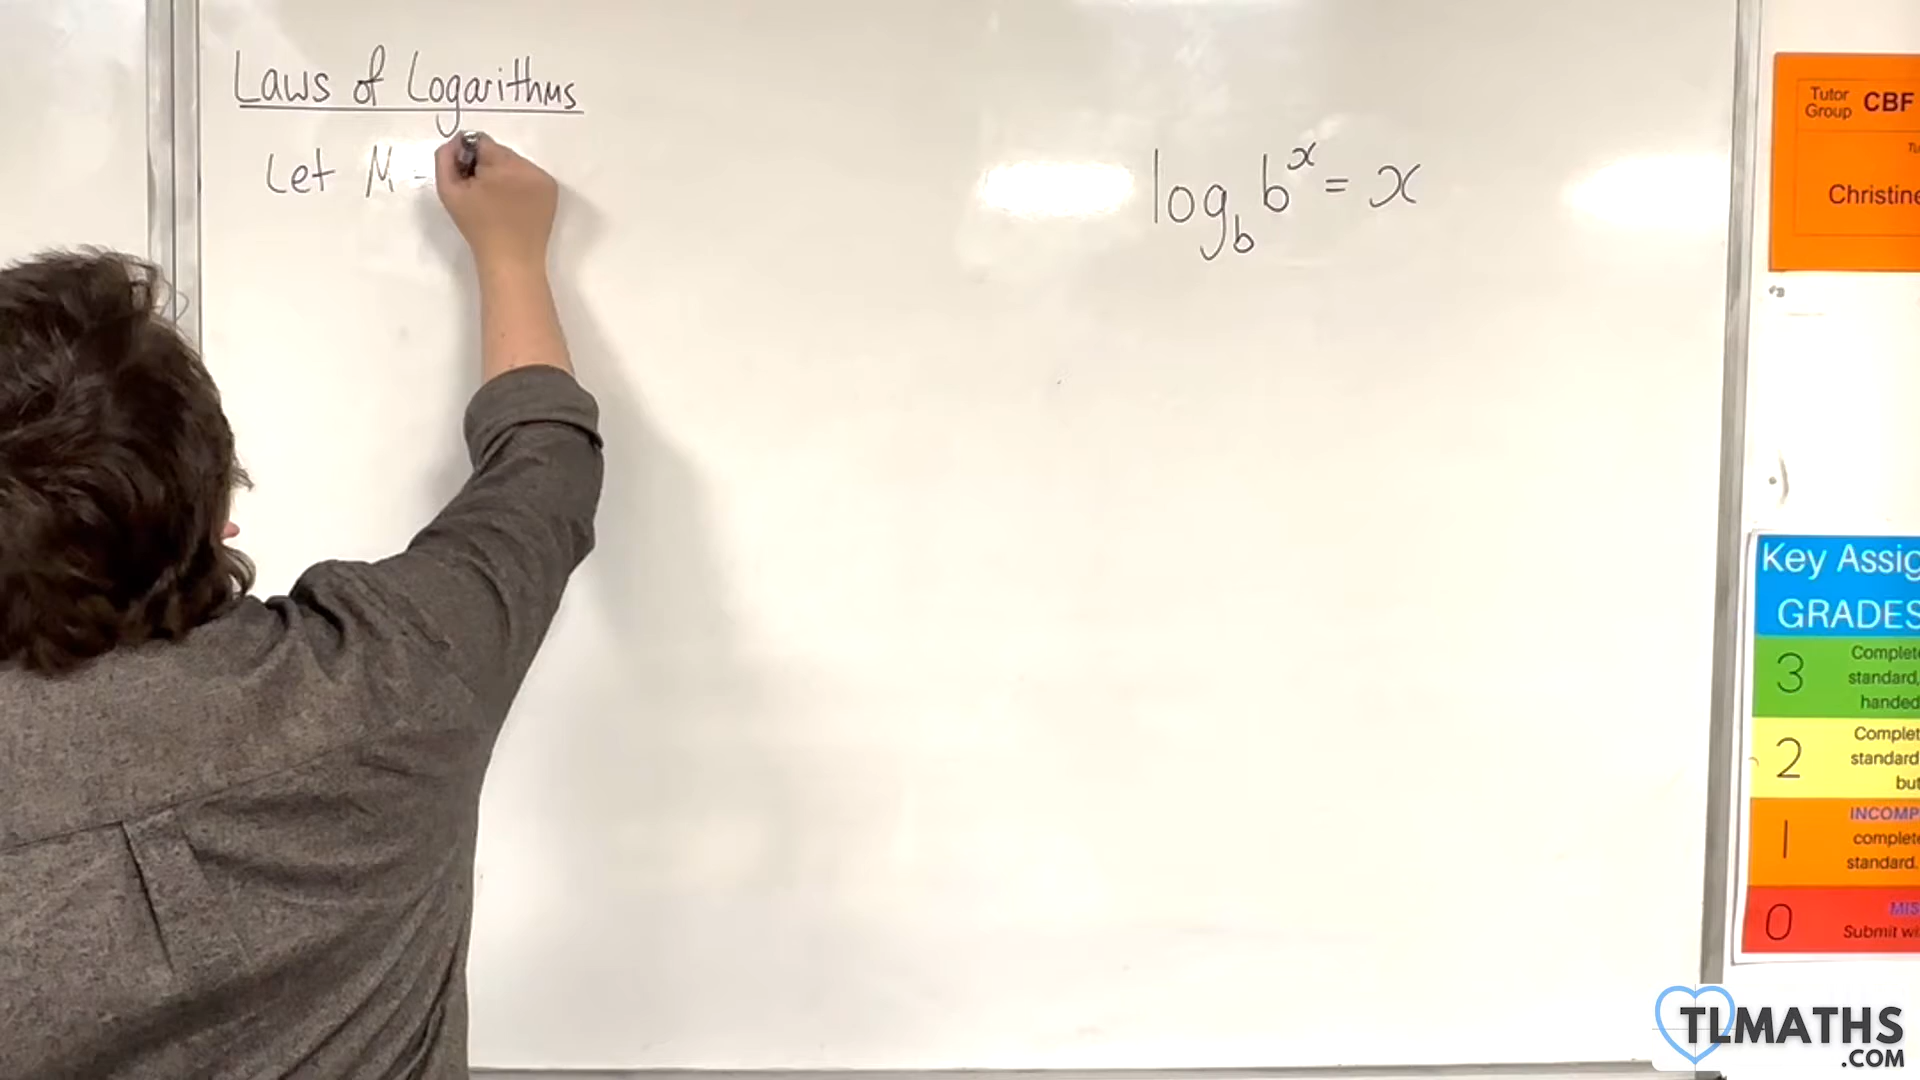 Laws of Logarithms
Let M =
log_b b^x = x
Tutor Group CBF
Christine
Key Assig
GRADES
3
Complete
standard,
handed
2
Complet
standard
but
1
INCOMP
complete
standard.
0
MIS
Submit wi
TLMATHS
.COM